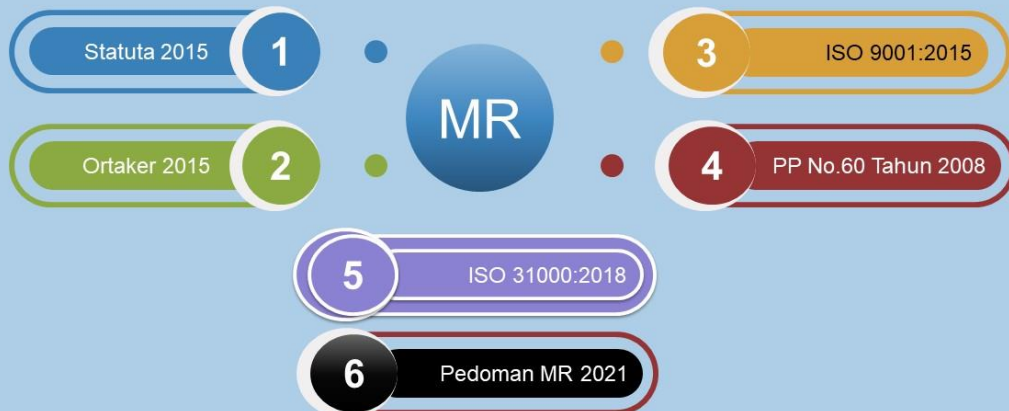 Statuta 2015 1
Ortaker 2015 2
MR
3 ISO 9001:2015
4 PP No.60 Tahun 2008
5 ISO 31000:2018
6 Pedoman MR 2021